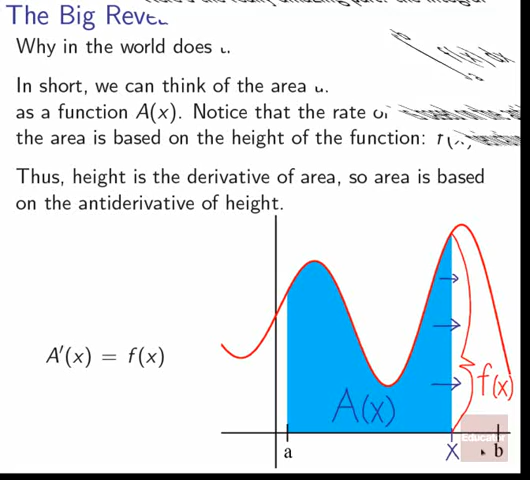 The Big
Why in the world does
In short, we can think of the area
as a function A(x). Notice that the rate
the area is based on the height of the function:
Thus, height is the derivative of area, so area is based
on the antiderivative of height.
A′(x) = f(x)
A(x)
f(x)
Educator
a
X
b